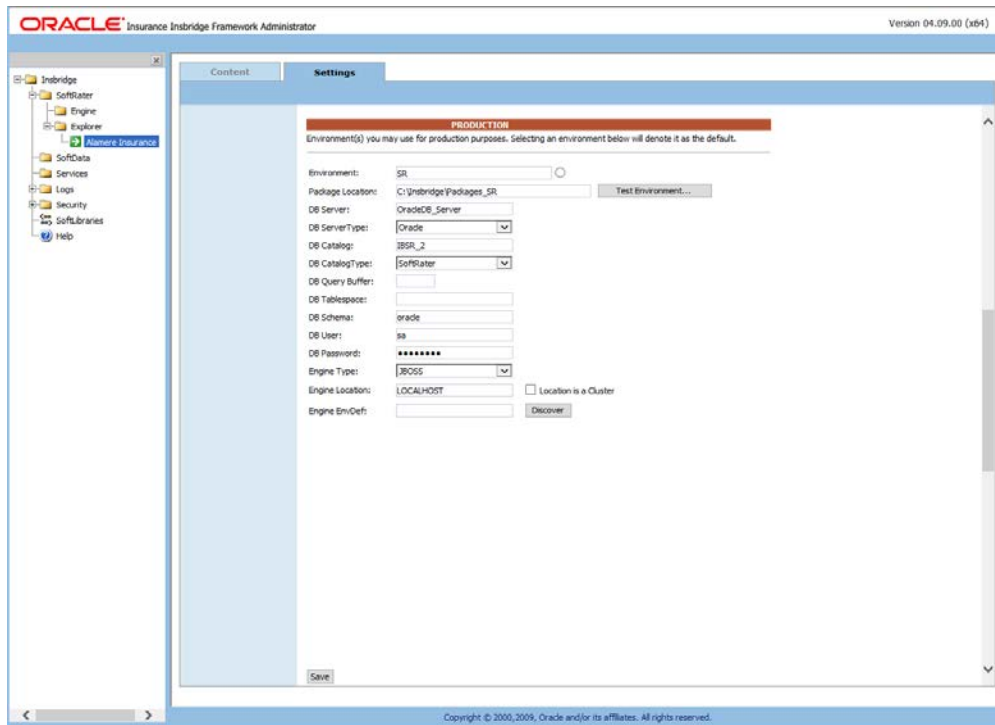 ORACLE® Insurance Insbridge Framework Administrator
Version 04.09.00 (x64)
Insbridge
SoftRater
Engine
Explorer
Alamere Insurance
SoftData
Services
Logs
Security
SoftLibraries
Help
Content
Settings
PRODUCTION
Environment(s) you may use for production purposes. Selecting an environment below will denote it as the default.
Environment: SR
Package Location: C:\Insbridge\Packages_SR Test Environment...
DB Server: OracleDB_Server
DB ServerType: Oracle
DB Catalog: IBSR_2
DB CatalogType: SoftRater
DB Query Buffer:
DB Tablespace:
DB Schema: oracle
DB User: sa
DB Password: ••••••••
Engine Type: JBOSS
Engine Location: LOCALHOST Location is a Cluster
Engine EnvDef: Discover
Save
Copyright © 2000,2009, Oracle and/or its affiliates. All rights reserved.